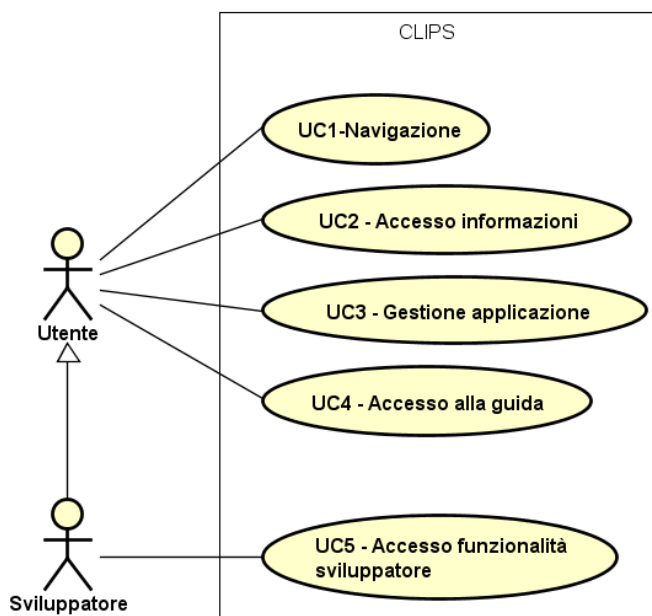 CLIPS
UC1-Navigazione
UC2 - Accesso informazioni
UC3 - Gestione applicazione
Utente
UC4 - Accesso alla guida
UC5 - Accesso funzionalità
sviluppatore
Sviluppatore